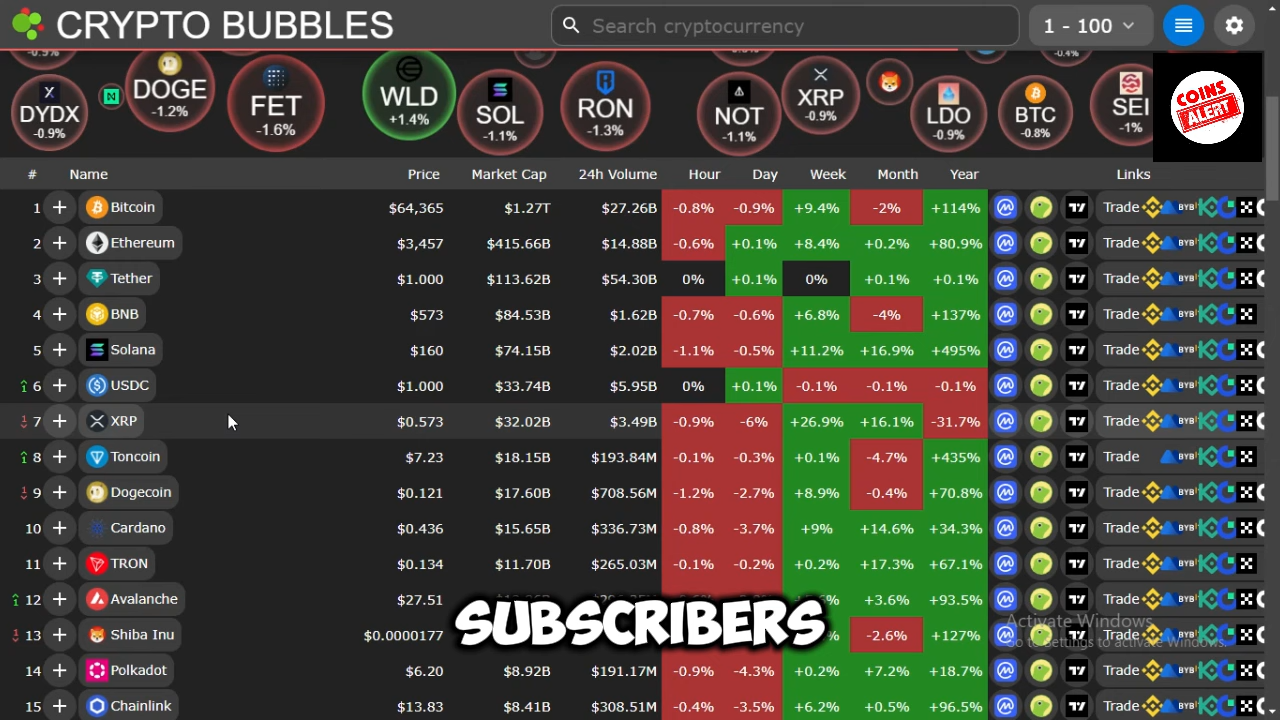 CRYPTO BUBBLES
Search cryptocurrency
1 - 100
-0.9% -0.4%
DYDX -0.9%
DOGE -1.2%
FET -1.6%
WLD +1.4%
SOL -1.1%
RON -1.3%
NOT -1.1%
XRP -0.9%
LDO -0.9%
BTC -0.8%
SEI -1%
COINS ALERT
# Name Price Market Cap 24h Volume Hour Day Week Month Year Links
1 + Bitcoin $64,365 $1.27T $27.26B -0.8% -0.9% +9.4% -2% +114% Trade
2 + Ethereum $3,457 $415.66B $14.88B -0.6% +0.1% +8.4% +0.2% +80.9% Trade
3 + Tether $1.000 $113.62B $54.30B 0% +0.1% 0% +0.1% +0.1% Trade
4 + BNB $573 $84.53B $1.62B -0.7% -0.6% +6.8% -4% +137% Trade
5 + Solana $160 $74.15B $2.02B -1.1% -0.5% +11.2% +16.9% +495% Trade
6 + USDC $1.000 $33.74B $5.95B 0% +0.1% -0.1% -0.1% -0.1% Trade
7 + XRP $0.573 $32.02B $3.49B -0.9% -6% +26.9% +16.1% -31.7% Trade
8 + Toncoin $7.23 $18.15B $193.84M -0.1% -0.3% +0.1% -4.7% +435% Trade
9 + Dogecoin $0.121 $17.60B $708.56M -1.2% -2.7% +8.9% -0.4% +70.8% Trade
10 + Cardano $0.436 $15.65B $336.73M -0.8% -3.7% +9% +14.6% +34.3% Trade
11 + TRON $0.134 $11.70B $265.03M -0.1% -0.2% +0.2% +17.3% +67.1% Trade
12 + Avalanche $27.51 +3.6% +93.5% Trade
13 + Shiba Inu $0.0000177 -2.6% +127% Trade
SUBSCRIBERS
Activate Windows
Go to Settings to activate Windows.
14 + Polkadot $6.20 $8.92B $191.17M -0.9% -4.3% +0.2% +7.2% +18.7% Trade
15 + Chainlink $13.83 $8.41B $308.51M -0.4% -3.5% +6.2% +0.5% +96.5% Trade